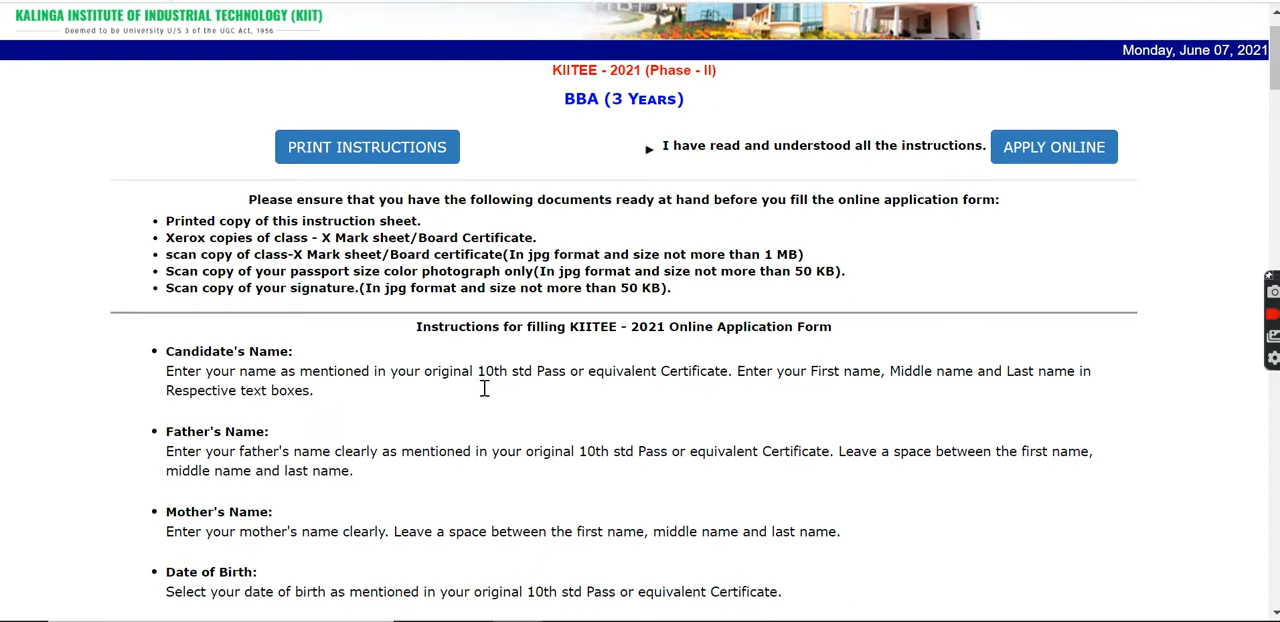 KALINGA INSTITUTE OF INDUSTRIAL TECHNOLOGY (KIIT)
Deemed to be University U/S 3 of the UGC Act, 1956
Monday, June 07, 2021
KIITEE - 2021 (Phase - II)
BBA (3 YEARS)
PRINT INSTRUCTIONS
► I have read and understood all the instructions. APPLY ONLINE
Please ensure that you have the following documents ready at hand before you fill the online application form:
• Printed copy of this instruction sheet.
• Xerox copies of class - X Mark sheet/Board Certificate.
• scan copy of class-X Mark sheet/Board certificate(In jpg format and size not more than 1 MB)
• Scan copy of your passport size color photograph only(In jpg format and size not more than 50 KB).
• Scan copy of your signature.(In jpg format and size not more than 50 KB).
Instructions for filling KIITEE - 2021 Online Application Form
• Candidate's Name:
Enter your name as mentioned in your original 10th std Pass or equivalent Certificate. Enter your First name, Middle name and Last name in
Respective text boxes.
• Father's Name:
Enter your father's name clearly as mentioned in your original 10th std Pass or equivalent Certificate. Leave a space between the first name,
middle name and last name.
• Mother's Name:
Enter your mother's name clearly. Leave a space between the first name, middle name and last name.
• Date of Birth:
Select your date of birth as mentioned in your original 10th std Pass or equivalent Certificate.